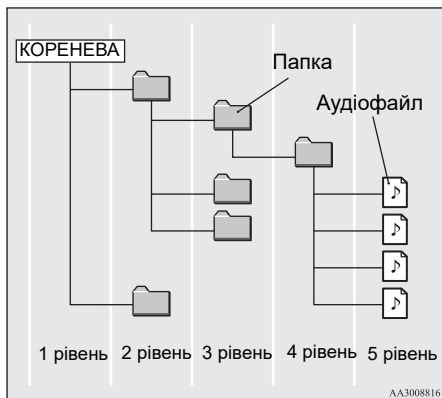 КОРЕНЕВА
Папка
Аудіофайл
1 рівень 2 рівень 3 рівень 4 рівень 5 рівень
AA3008816